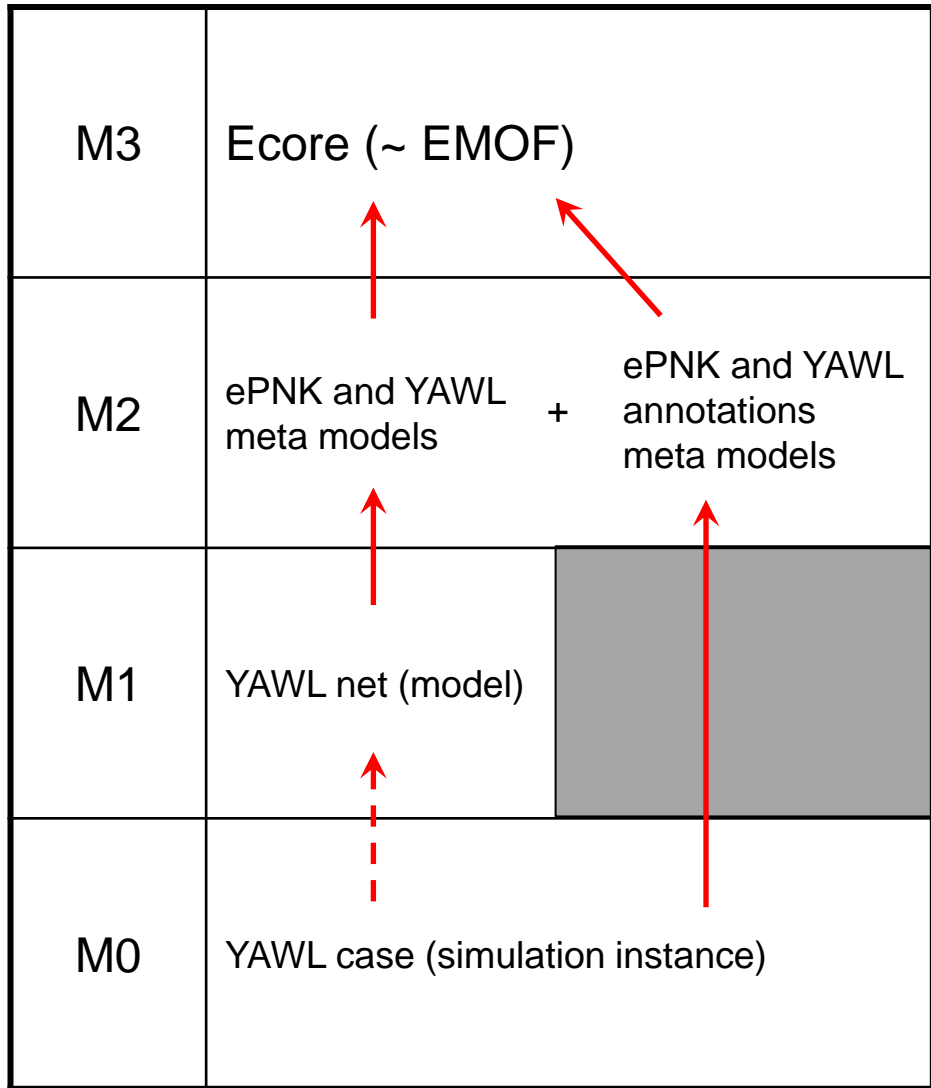 M3
Ecore (~ EMOF)
M2
ePNK and YAWL
meta models
+
ePNK and YAWL
annotations
meta models
M1
YAWL net (model)
M0
YAWL case (simulation instance)